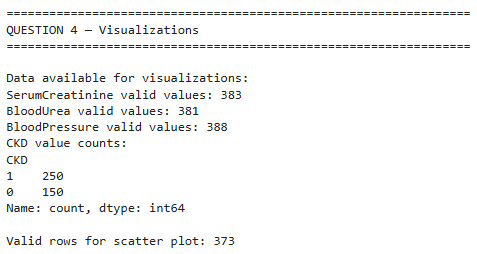 ==================================================================
QUESTION 4 — Visualizations
==================================================================
Data available for visualizations:
SerumCreatinine valid values: 383
BloodUrea valid values: 381
BloodPressure valid values: 388
CKD value counts:
CKD
1    250
0    150
Name: count, dtype: int64
Valid rows for scatter plot: 373